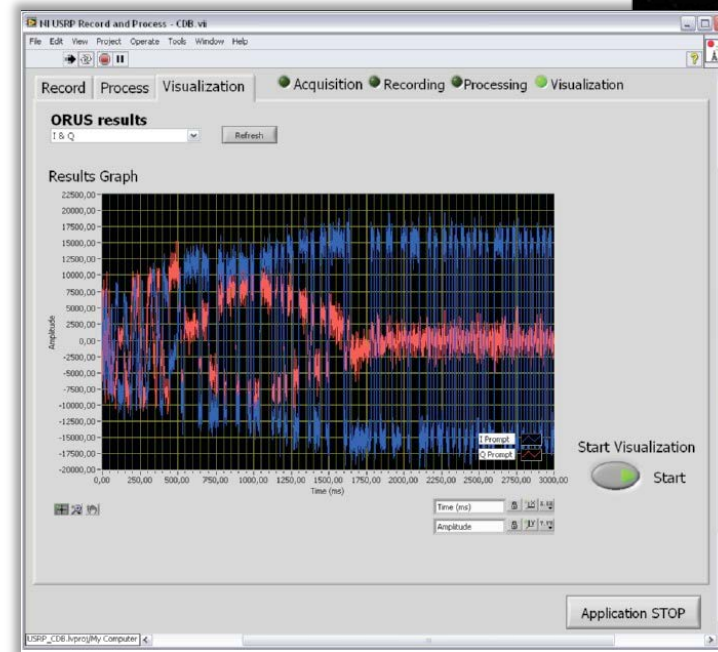 NI USRP Record and Process - CDB.vi
File Edit View Project Operate Tools Window Help
Record Process Visualization Acquisition Recording Processing Visualization
ORUS results
I & Q Refresh
Results Graph
22500,00
20000,00
17500,00
15000,00
12500,00
10000,00
7500,00
5000,00
2500,00
0,00
-2500,00
-5000,00
-7500,00
-10000,00
-12500,00
-15000,00
-17500,00
-20000,00
Amplitude
I Prompt
Q Prompt
0,00 250,00 500,00 750,00 1000,00 1250,00 1500,00 1750,00 2000,00 2250,00 2500,00 2750,00 3000,00
Time (ms)
Start Visualization
Start
Time (ms)
Amplitude
Application STOP
USRP_CDB.lvproj/My Computer